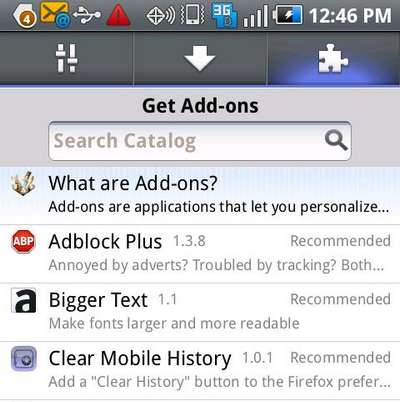 4 3G 12:46 PM
Get Add-ons
Search Catalog
What are Add-ons?
Add-ons are applications that let you personalize...
ABP Adblock Plus 1.3.8 Recommended
Annoyed by adverts? Troubled by tracking? Both...
a Bigger Text 1.1 Recommended
Make fonts larger and more readable
Clear Mobile History 1.0.1 Recommended
Add a "Clear History" button to the Firefox prefer...